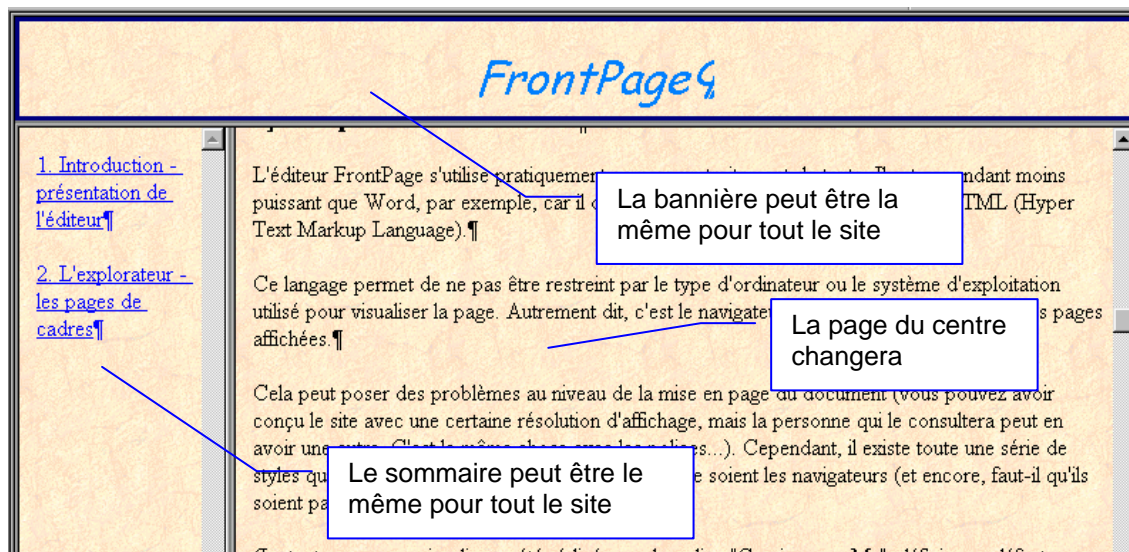 FrontPage
1. Introduction -
présentation de
l'éditeur¶
2. L'explorateur -
les pages de
cadres¶
L'éditeur FrontPage s'utilise pratiquement
puissant que Word, par exemple, car il
Text Markup Language).¶
moins
(Hyper
La bannière peut être la
même pour tout le site
Ce langage permet de ne pas être restreint par le type d'ordinateur ou le système d'exploitation
utilisé pour visualiser la page. Autrement dit, c'est le
pages
affichées.¶
La page du centre
changera
Cela peut poser des problèmes au niveau de la mise en page du document (vous pouvez avoir
conçu le site avec une certaine résolution d'affichage, mais la personne qui le consultera peut en
avoir une ...). Cependant, il existe toute une série de
styles
soient les navigateurs (et encore, faut-il qu'ils
soient
Le sommaire peut être le
même pour tout le site